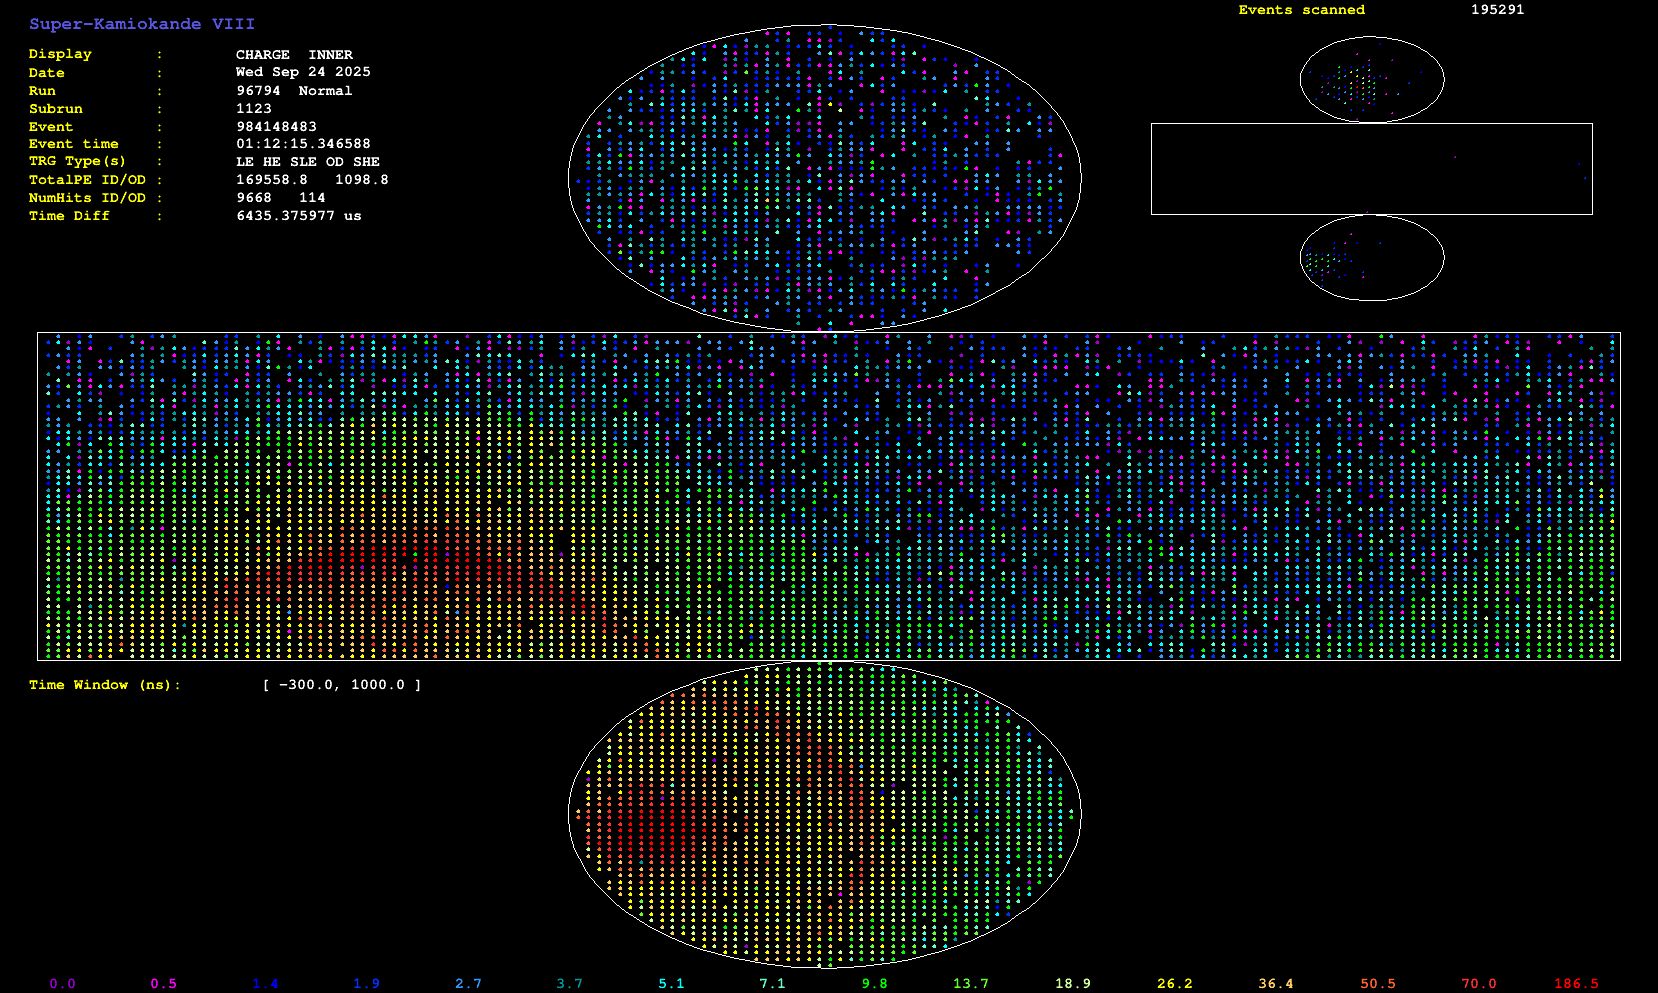 Super-Kamiokande VIII
Display : CHARGE INNER
Date : Wed Sep 24 2025
Run : 96794 Normal
Subrun : 1123
Event : 984148483
Event time : 01:12:15.346588
TRG Type(s) : LE HE SLE OD SHE
TotalPE ID/OD : 169558.8 1098.8
NumHits ID/OD : 9668 114
Time Diff : 6435.375977 us
Events scanned 195291
Time Window (ns): [ -300.0, 1000.0 ]
0.0 0.5 1.4 1.9 2.7 3.7 5.1 7.1 9.8 13.7 18.9 26.2 36.4 50.5 70.0 186.5